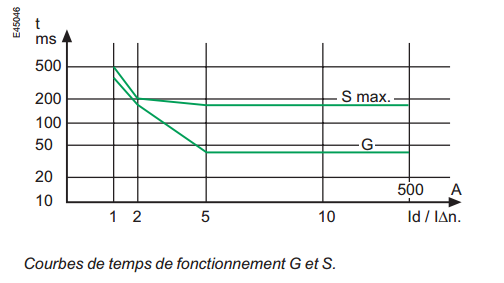 E45046
t
ms
500
200
100
50
20
10
S max.
G
500 A
1 2 5 10 Id / IΔn.
Courbes de temps de fonctionnement G et S.